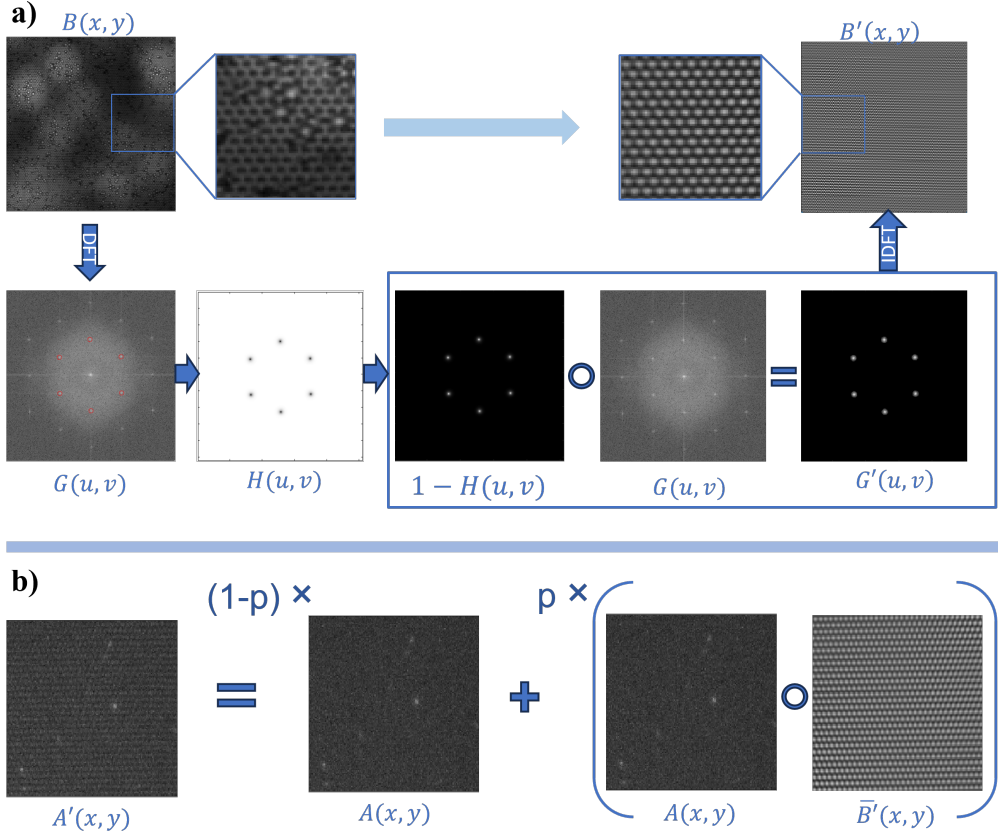 a)
B(x, y)
B′(x, y)
DFT
IDFT
G(u, v)
H(u, v)
1 − H(u, v)
G(u, v)
G′(u, v)
b)
(1-p) ×
p ×
A′(x, y)
A(x, y)
A(x, y)
B̅′(x, y)